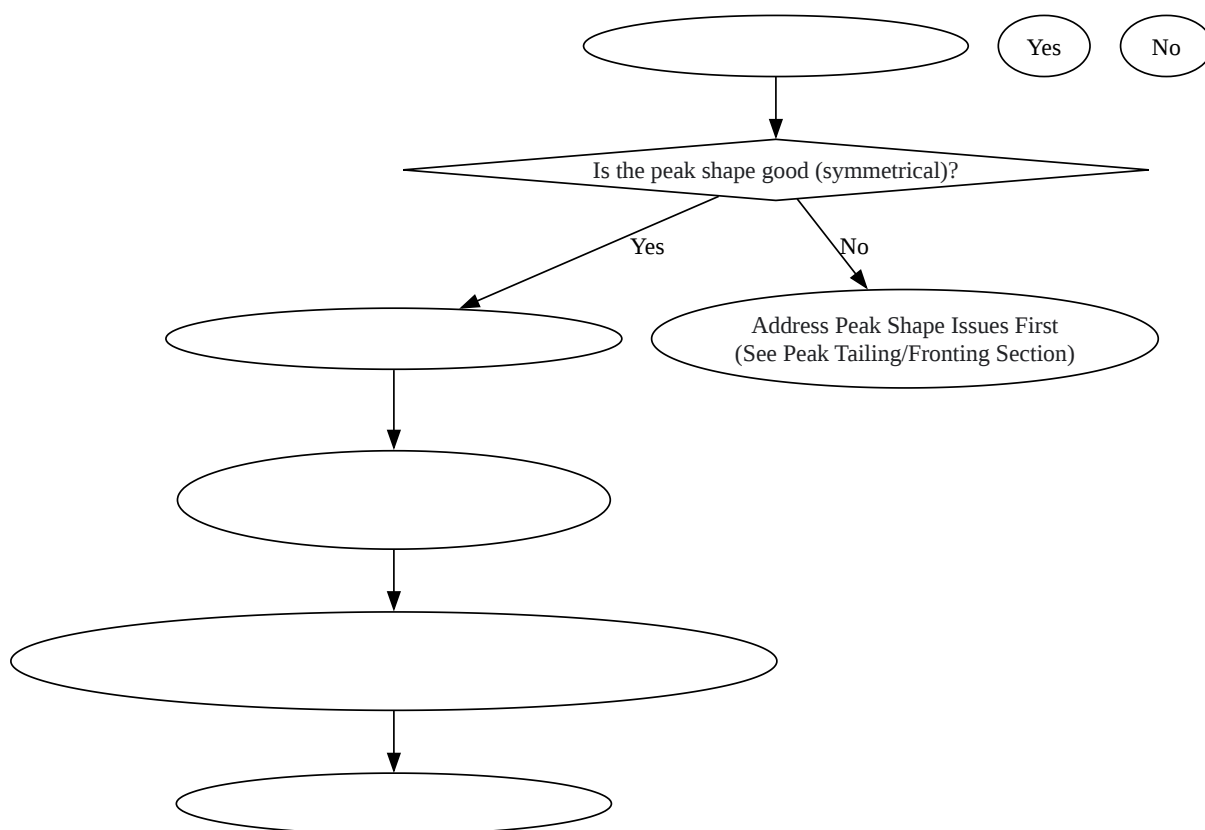 Yes
No
Is the peak shape good (symmetrical)?
Yes
No
Address Peak Shape Issues First
(See Peak Tailing/Fronting Section)